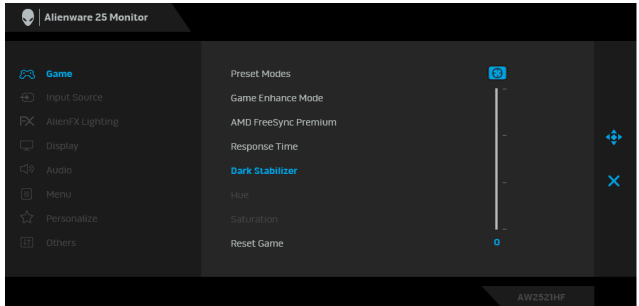 Alienware 25 Monitor
Game
Input Source
AlienFX Lighting
Display
Audio
Menu
Personalize
Others
Preset Modes
Game Enhance Mode
AMD FreeSync Premium
Response Time
Dark Stabilizer
Hue
Saturation
Reset Game
0
AW2521HF